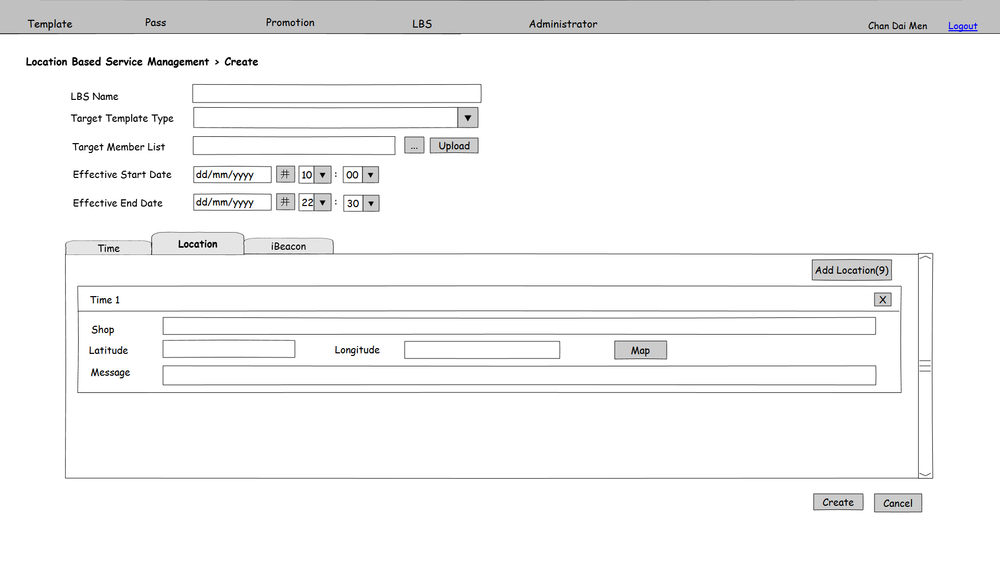 Template Pass Promotion LBS Administrator Chan Dai Men Logout
Location Based Service Management > Create
LBS Name
Target Template Type ▼
Target Member List ... Upload
Effective Start Date dd/mm/yyyy 井 10 ▼ : 00 ▼
Effective End Date dd/mm/yyyy 井 22 ▼ : 30 ▼
Time Location iBeacon
Add Location(9)
Time 1 X
Shop
Latitude Longitude Map
Message
Create Cancel